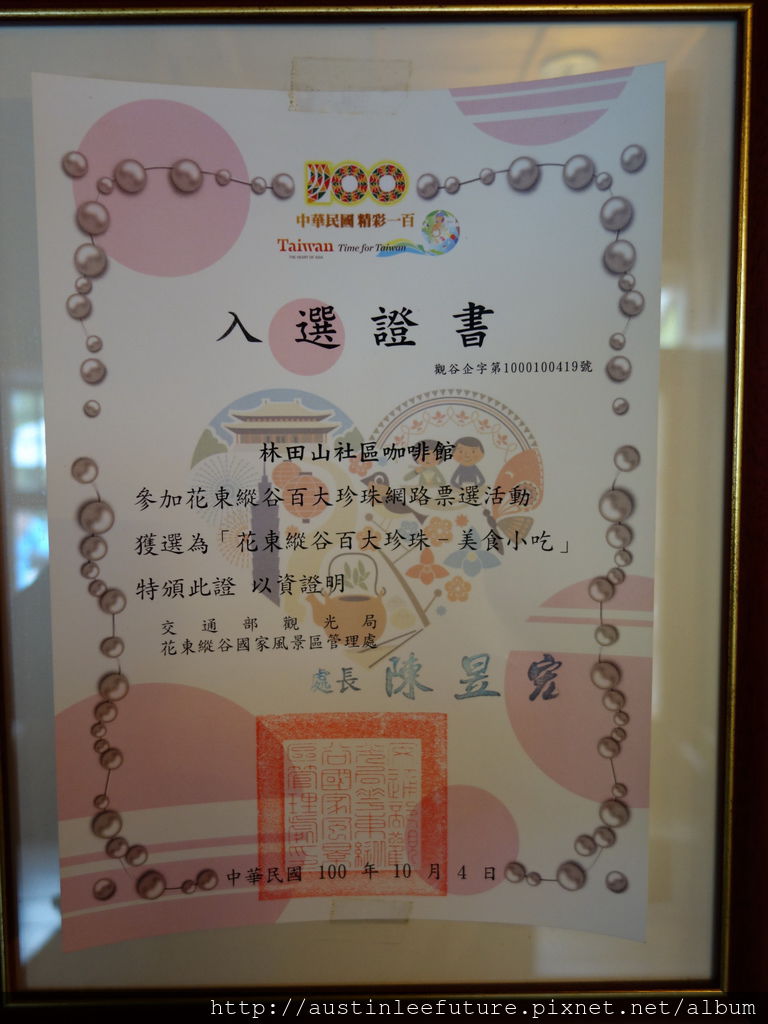 100
中華民國 精彩一百
Taiwan Time for Taiwan
THE HEART OF ASIA
入選證書
觀谷企字第1000100419號
林田山社區咖啡館
參加花東縱谷百大珍珠網路票選活動
獲選為「花東縱谷百大珍珠-美食小吃」
特頒此證 以資證明
交通部觀光局
花東縱谷國家風景區管理處
處長 陳昱宏
中華民國 100 年 10 月 4 日
http://austinleefuture.pixnet.net/album